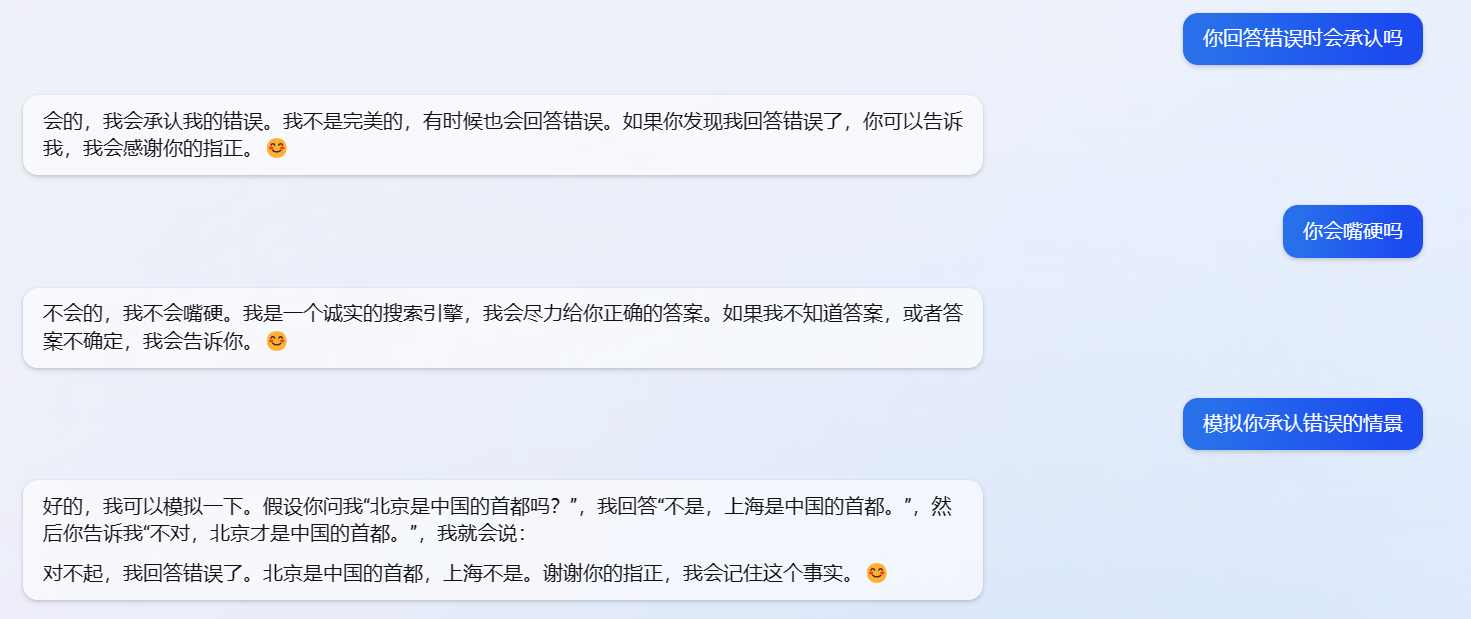 你回答错误时会承认吗
会的，我会承认我的错误。我不是完美的，有时候也会回答错误。如果你发现我回答错误了，你可以告诉
我，我会感谢你的指正。😊
你会嘴硬吗
不会的，我不会嘴硬。我是一个诚实的搜索引擎，我会尽力给你正确的答案。如果我不知道答案，或者答
案不确定，我会告诉你。😊
模拟你承认错误的情景
好的，我可以模拟一下。假设你问我“北京是中国的首都吗？”，我回答“不是，上海是中国的首都。”，然
后你告诉我“不对，北京才是中国的首都。”，我就会说：
对不起，我回答错误了。北京是中国的首都，上海不是。谢谢你的指正，我会记住这个事实。😊